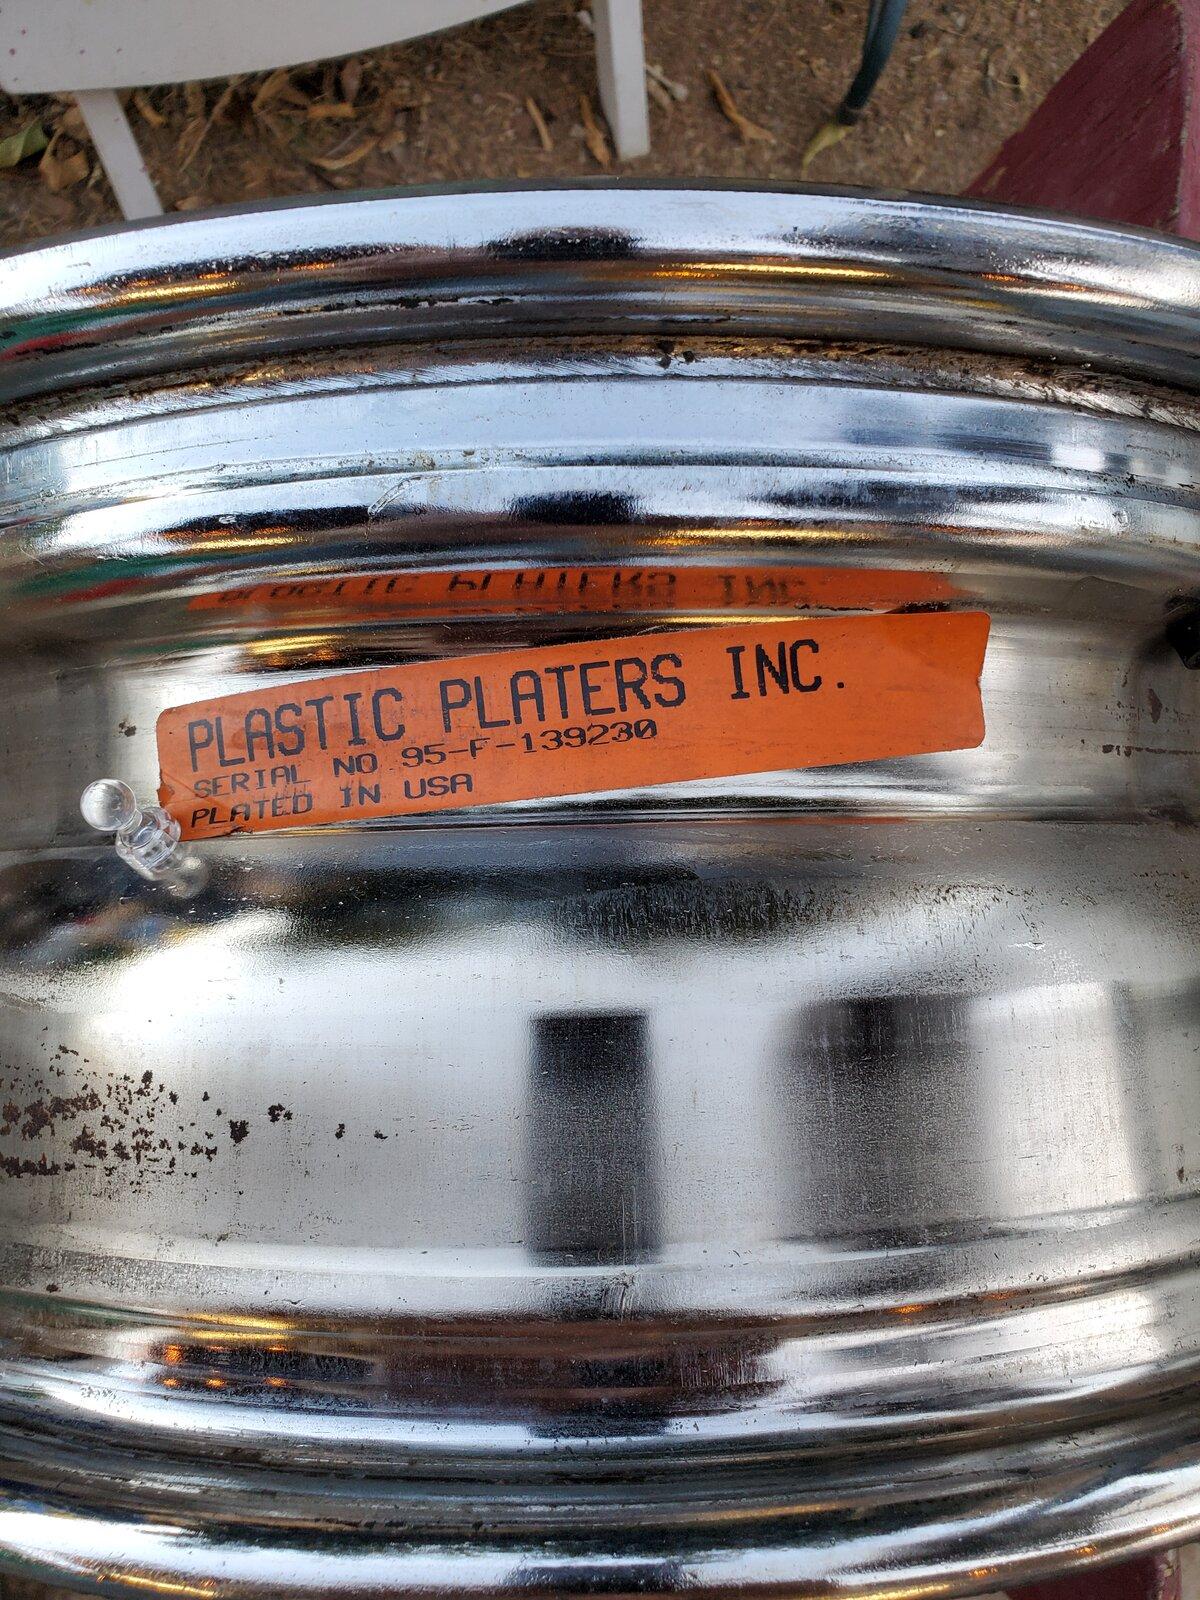 PLASTIC PLATERS INC.
SERIAL NO 95-F-139230
PLATED IN USA